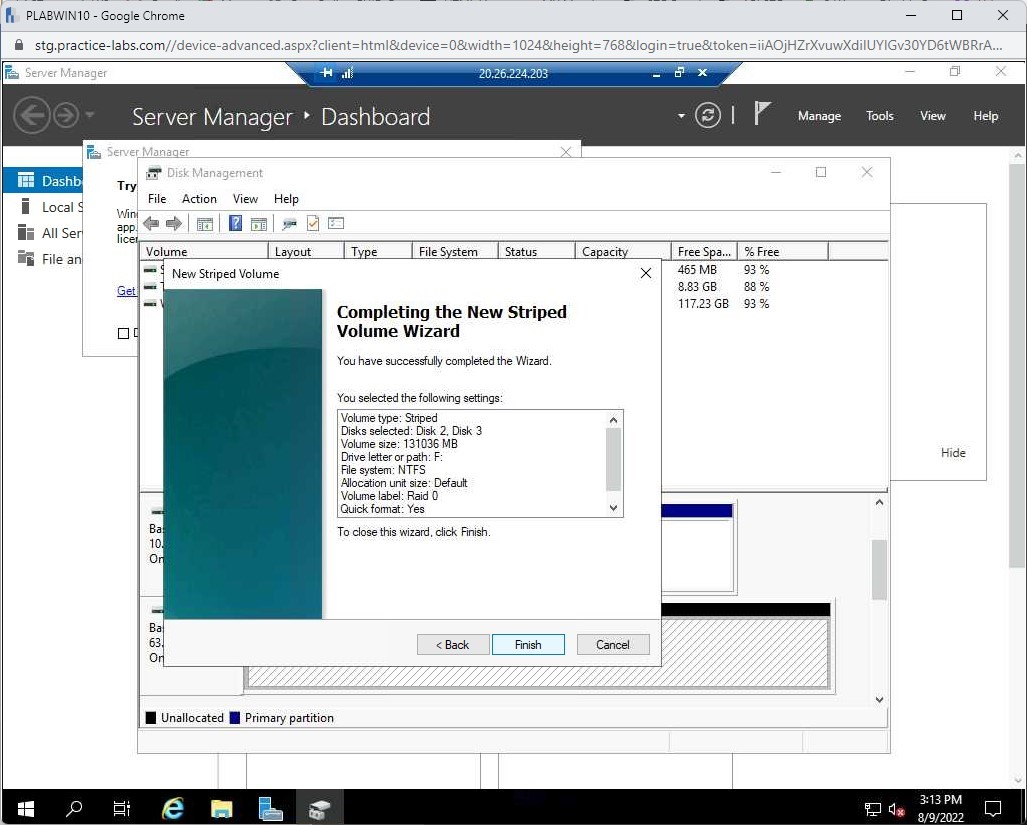 PLABWIN10 - Google Chrome
stg.practice-labs.com//device-advanced.aspx?client=html&device=0&width=1024&height=768&login=true&token=iiAOjHZrXvuwXdiIUYIGv30YD6tWBRrA...
Server Manager
20.26.224.203
Server Manager • Dashboard
Manage Tools View Help
Server Manager
Dashb
Local S
All Ser
File an
Try
Win
app.
licen
Get
Hide
Disk Management
File Action View Help
Volume Layout Type File System Status Capacity Free Spa... % Free
465 MB 93 %
8.83 GB 88 %
117.23 GB 93 %
New Striped Volume
Completing the New Striped
Volume Wizard
You have successfully completed the Wizard.
You selected the following settings:
Volume type: Striped
Disks selected: Disk 2, Disk 3
Volume size: 131036 MB
Drive letter or path: F:
File system: NTFS
Allocation unit size: Default
Volume label: Raid 0
Quick format: Yes
To close this wizard, click Finish.
< Back Finish Cancel
Ba
10.
On
Ba
63,
On
Unallocated Primary partition
3:13 PM
8/9/2022